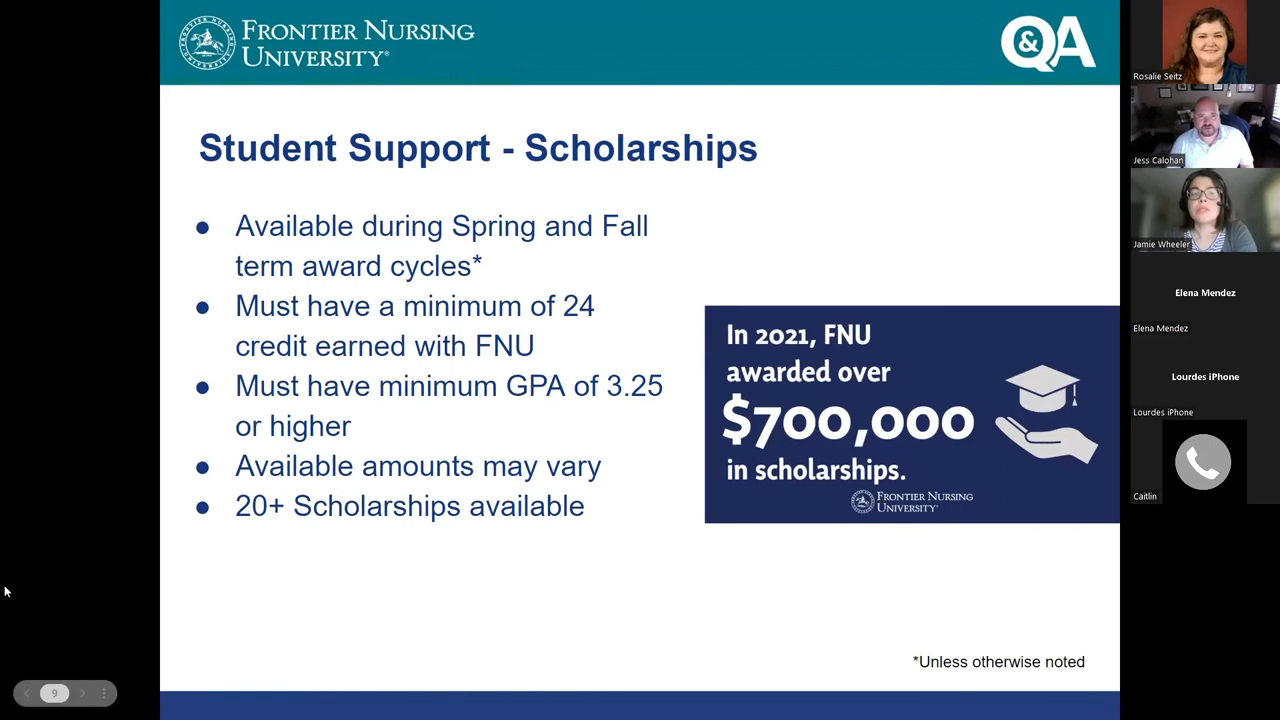 FRONTIER NURSING
UNIVERSITY®
Q&A
Student Support - Scholarships
● Available during Spring and Fall
term award cycles*
● Must have a minimum of 24
credit earned with FNU
● Must have minimum GPA of 3.25
or higher
● Available amounts may vary
● 20+ Scholarships available
In 2021, FNU
awarded over
$700,000
in scholarships.
FRONTIER NURSING
UNIVERSITY®
*Unless otherwise noted
9
Rosalie Seitz
Jess Calohan
Jamie Wheeler
Elena Mendez
Elena Mendez
Lourdes iPhone
Lourdes iPhone
Caitlin